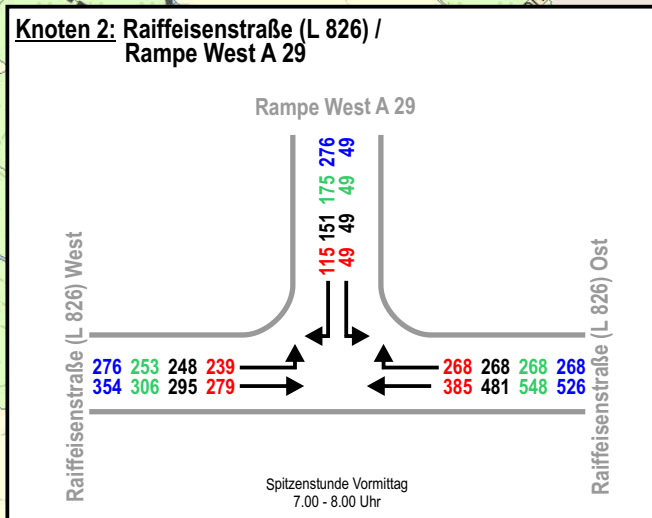 Knoten 2: Raiffeisenstraße (L 826) /
Rampe West A 29
Rampe West A 29
276 49
175 49
151 49
115 49
Raiffeisenstraße (L 826) West
276 253 248 239
354 306 295 279
268 268 268 268
385 481 548 526
Raiffeisenstraße (L 826) Ost
Spitzenstunde Vormittag
7.00 - 8.00 Uhr